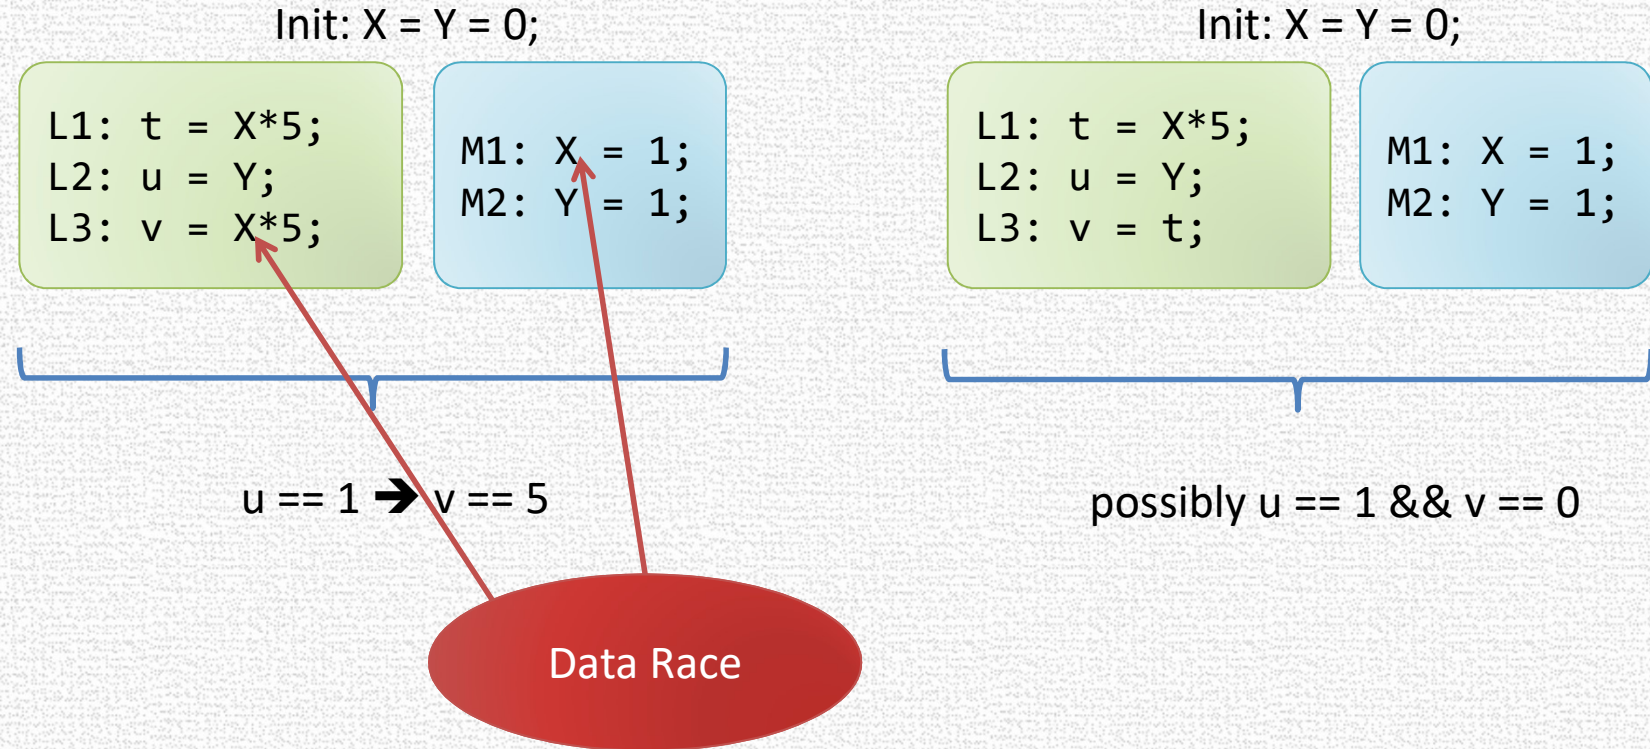 Init: X = Y = 0;
L1: t = X*5;
L2: u = Y;
L3: v = X*5;
M1: X = 1;
M2: Y = 1;
u == 1 ➔ v == 5
Data Race
Init: X = Y = 0;
L1: t = X*5;
L2: u = Y;
L3: v = t;
M1: X = 1;
M2: Y = 1;
possibly u == 1 && v == 0